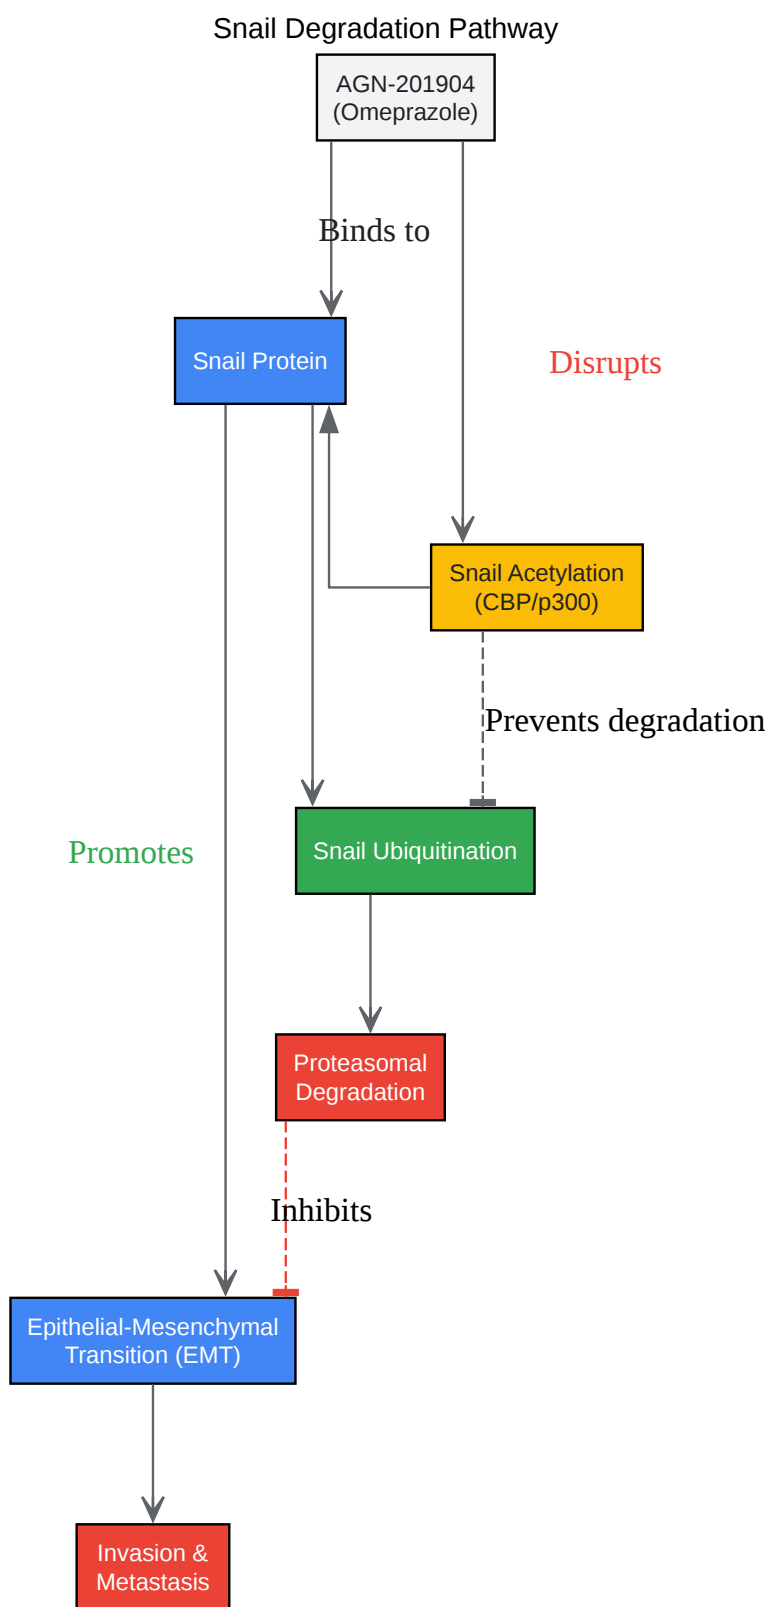 Snail Degradation Pathway
AGN-201904
(Omeprazole)
Binds to
Snail Protein
Disrupts
Snail Acetylation
(CBP/p300)
Prevents degradation
Snail Ubiquitination
Promotes
Proteasomal
Degradation
Inhibits
Epithelial-Mesenchymal
Transition (EMT)
Invasion &
Metastasis